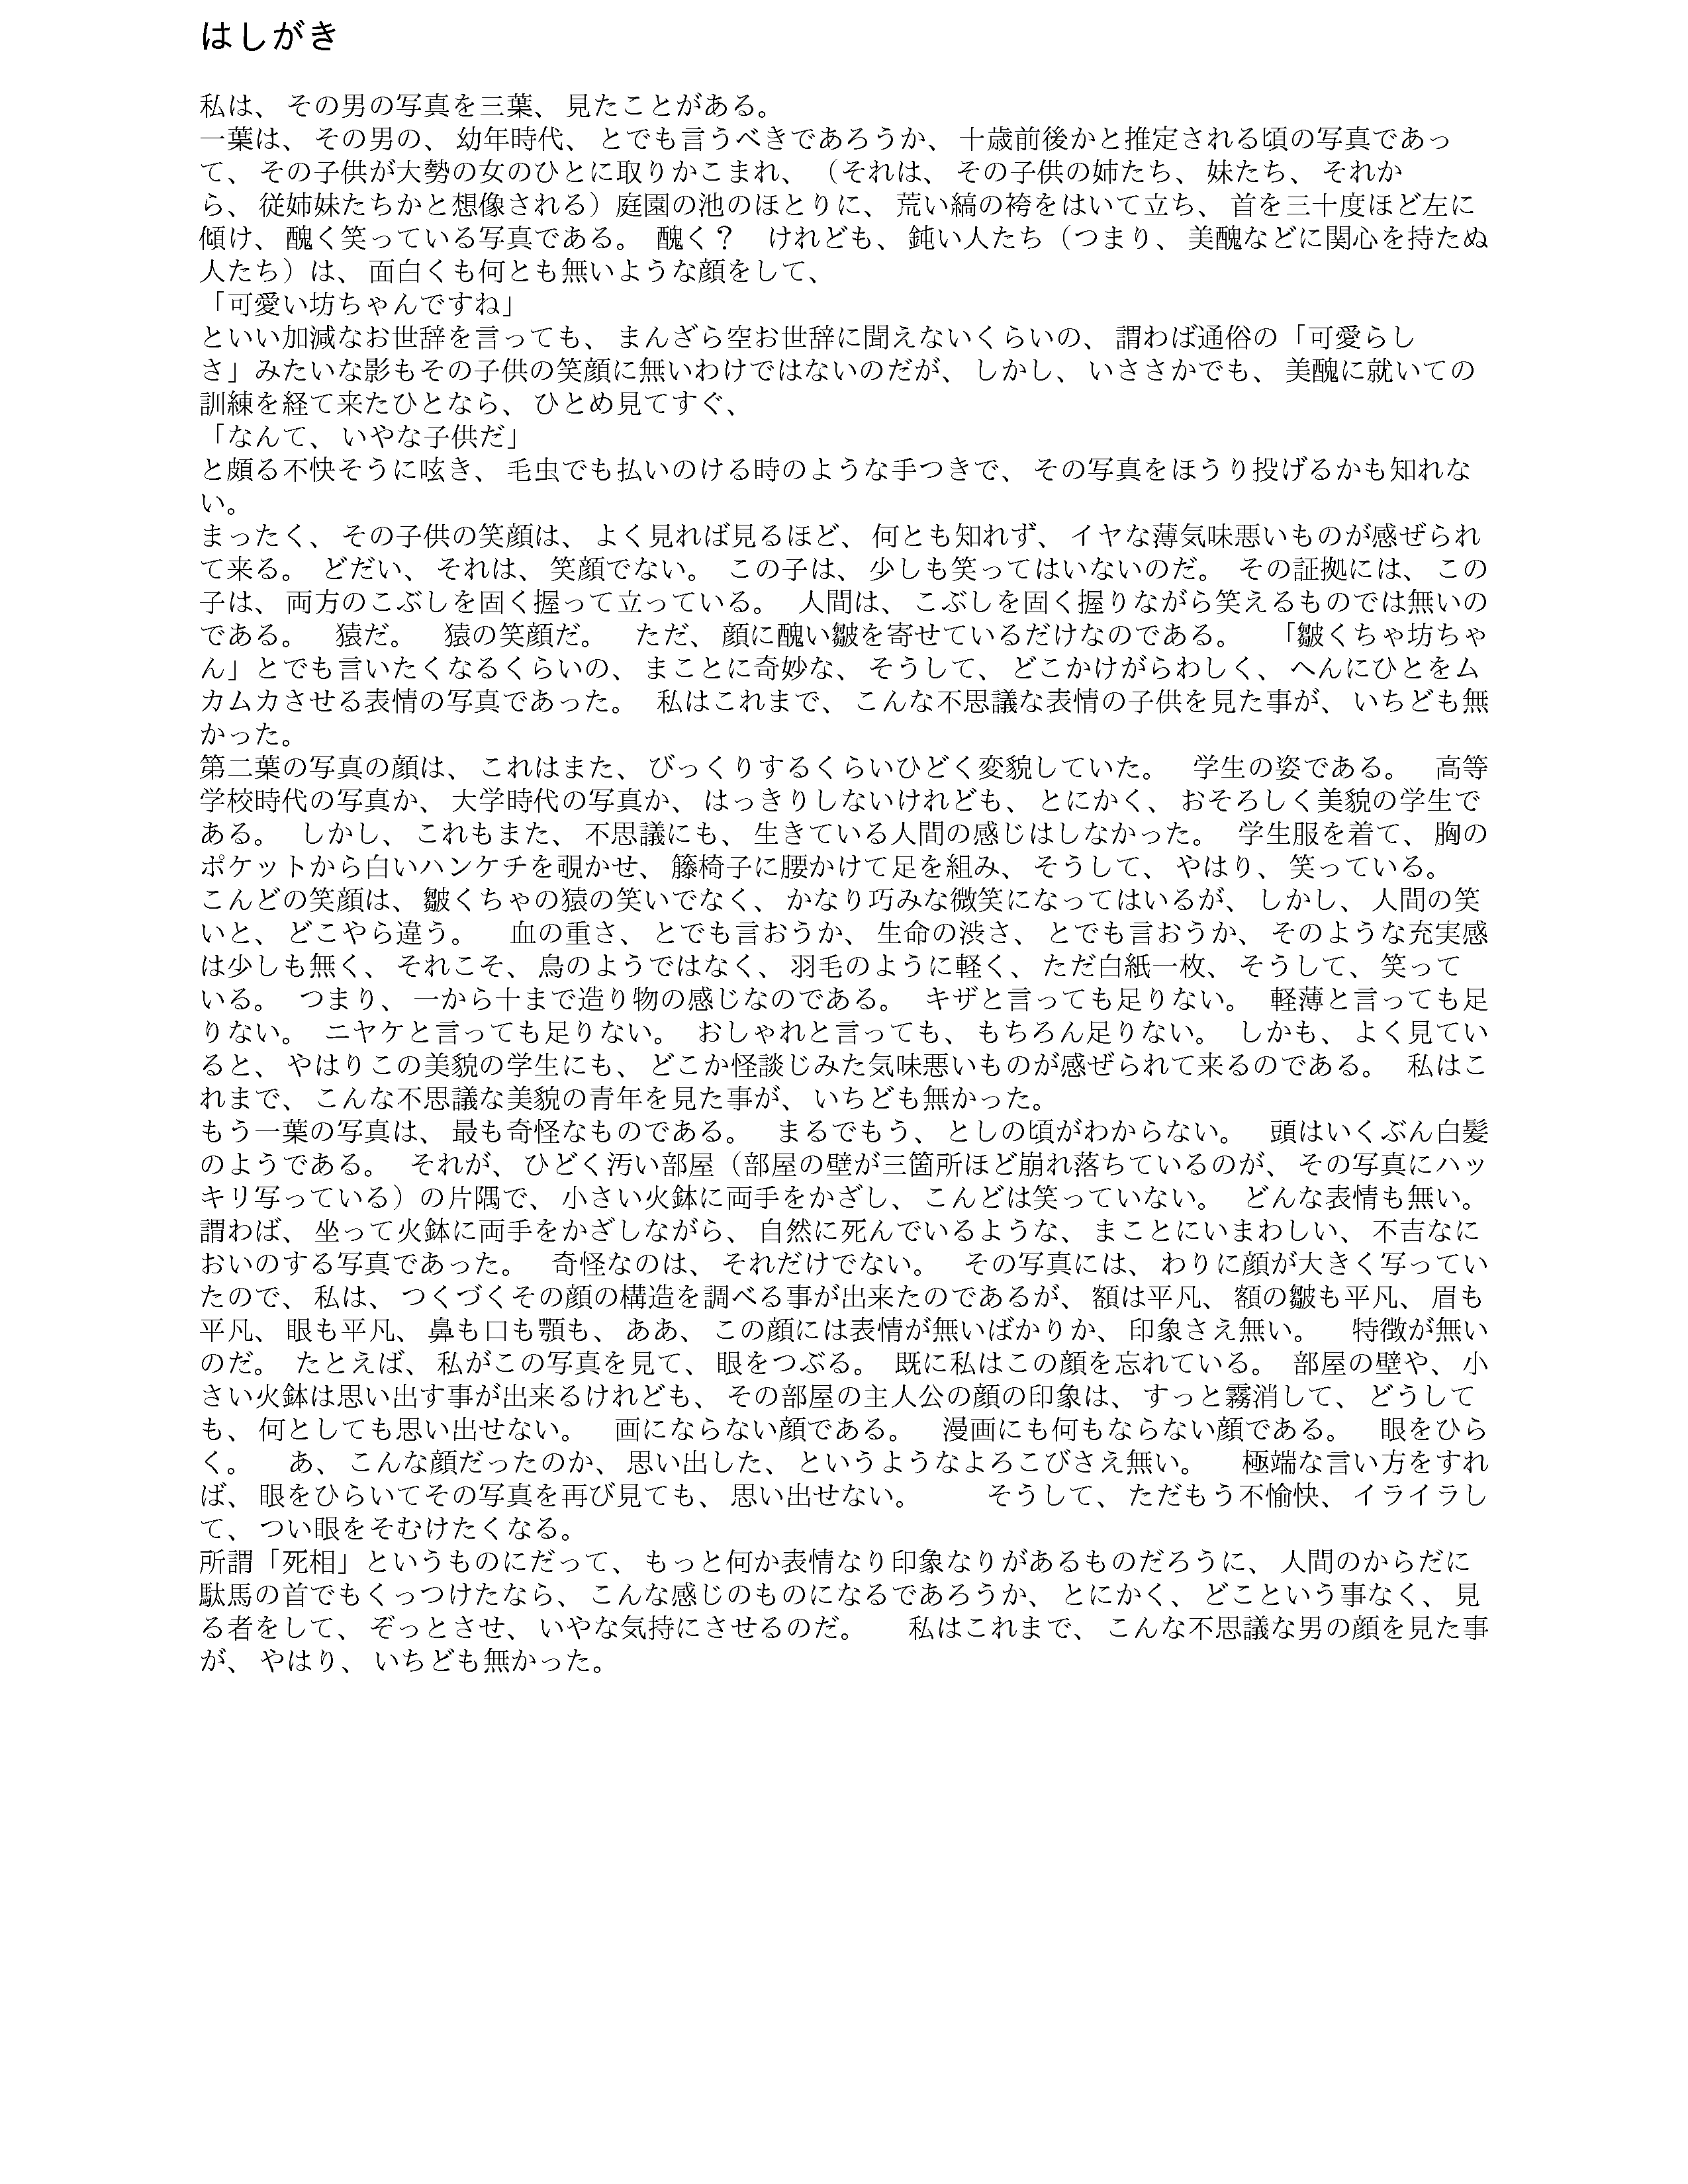 はしがき
私は、その男の写真を三葉、見たことがある。
一葉は、その男の、幼年時代、とでも言うべきであろうか、十歳前後かと推定される頃の写真であっ
て、その子供が大勢の女のひとに取りかこまれ、（それは、その子供の姉たち、妹たち、それか
ら、従姉妹たちかと想像される）庭園の池のほとりに、荒い縞の袴をはいて立ち、首を三十度ほど左に
傾け、醜く笑っている写真である。醜く？　けれども、鈍い人たち（つまり、美醜などに関心を持たぬ
人たち）は、面白くも何とも無いような顔をして、
「可愛い坊ちゃんですね」
といい加減なお世辞を言っても、まんざら空お世辞に聞えないくらいの、謂わば通俗の「可愛らし
さ」みたいな影もその子供の笑顔に無いわけではないのだが、しかし、いささかでも、美醜に就いての
訓練を経て来たひとなら、ひとめ見てすぐ、
「なんて、いやな子供だ」
と頗る不快そうに呟き、毛虫でも払いのける時のような手つきで、その写真をほうり投げるかも知れな
い。
まったく、その子供の笑顔は、よく見れば見るほど、何とも知れず、イヤな薄気味悪いものが感ぜられ
て来る。どだい、それは、笑顔でない。この子は、少しも笑ってはいないのだ。その証拠には、この
子は、両方のこぶしを固く握って立っている。人間は、こぶしを固く握りながら笑えるものでは無いの
である。　猿だ。　猿の笑顔だ。　ただ、顔に醜い皺を寄せているだけなのである。　「皺くちゃ坊ちゃ
ん」とでも言いたくなるくらいの、まことに奇妙な、そうして、どこかけがらわしく、へんにひとをム
カムカさせる表情の写真であった。私はこれまで、こんな不思議な表情の子供を見た事が、いちども無
かった。
第二葉の写真の顔は、これはまた、びっくりするくらいひどく変貌していた。　学生の姿である。　高等
学校時代の写真か、大学時代の写真か、はっきりしないけれども、とにかく、おそろしく美貌の学生で
ある。　しかし、これもまた、不思議にも、生きている人間の感じはしなかった。　学生服を着て、胸の
ポケットから白いハンケチを覗かせ、籐椅子に腰かけて足を組み、そうして、やはり、笑っている。
こんどの笑顔は、皺くちゃの猿の笑いでなく、かなり巧みな微笑になってはいるが、しかし、人間の笑
いと、どこやら違う。　血の重さ、とでも言おうか、生命の渋さ、とでも言おうか、そのような充実感
は少しも無く、それこそ、鳥のようではなく、羽毛のように軽く、ただ白紙一枚、そうして、笑って
いる。　つまり、一から十まで造り物の感じなのである。　キザと言っても足りない。　軽薄と言っても足
りない。　ニヤケと言っても足りない。　おしゃれと言っても、もちろん足りない。　しかも、よく見てい
ると、やはりこの美貌の学生にも、どこか怪談じみた気味悪いものが感ぜられて来るのである。　私はこ
れまで、こんな不思議な美貌の青年を見た事が、いちども無かった。
もう一葉の写真は、最も奇怪なものである。　まるでもう、としの頃がわからない。　頭はいくぶん白髪
のようである。　それが、ひどく汚い部屋（部屋の壁が三箇所ほど崩れ落ちているのが、その写真にハッ
キリ写っている）の片隅で、小さい火鉢に両手をかざし、こんどは笑っていない。　どんな表情も無い。
謂わば、坐って火鉢に両手をかざしながら、自然に死んでいるような、まことにいまわしい、不吉なに
おいのする写真であった。　奇怪なのは、それだけでない。　その写真には、わりに顔が大きく写ってい
たので、私は、つくづくその顔の構造を調べる事が出来たのであるが、額は平凡、額の皺も平凡、眉も
平凡、眼も平凡、鼻も口も顎も、ああ、この顔には表情が無いばかりか、印象さえ無い。　特徴が無い
のだ。たとえば、私がこの写真を見て、眼をつぶる。既に私はこの顔を忘れている。部屋の壁や、小
さい火鉢は思い出す事が出来るけれども、その部屋の主人公の顔の印象は、すっと霧消して、どうして
も、何としても思い出せない。　画にならない顔である。　漫画にも何もならない顔である。　眼をひら
く。　あ、こんな顔だったのか、思い出した、というようなよろこびさえ無い。　極端な言い方をすれ
ば、眼をひらいてその写真を再び見ても、思い出せない。　　そうして、ただもう不愉快、イライラし
て、つい眼をそむけたくなる。
所謂「死相」というものにだって、もっと何か表情なり印象なりがあるものだろうに、人間のからだに
駄馬の首でもくっつけたなら、こんな感じのものになるであろうか、とにかく、どこという事なく、見
る者をして、ぞっとさせ、いやな気持にさせるのだ。　私はこれまで、こんな不思議な男の顔を見た事
が、やはり、いちども無かった。